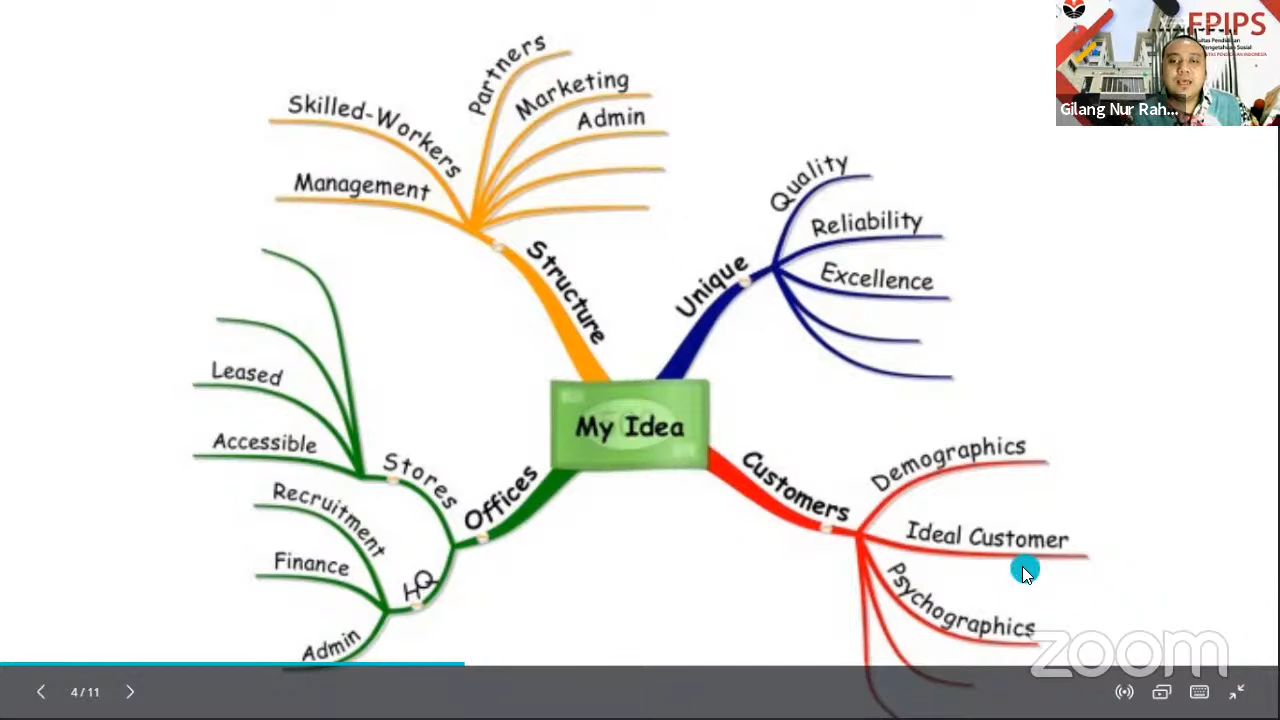 Partners
Marketing
Admin
Skilled-Workers
Management
Structure
Unique
Quality
Reliability
Excellence
My Idea
Leased
Accessible
Stores
Offices
Recruitment
Finance
HQ
Admin
Customers
Demographics
Ideal Customer
Psychographics
FPIPS
Gilang Nur Rah...
zoom
4/11